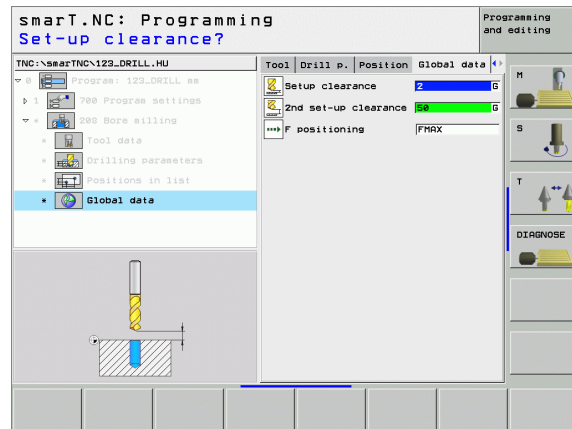 smarT.NC: Programming
Set-up clearance?
Programming
and editing
TNC:\smarTNC\123_DRILL.HU
0 Program: 123_DRILL mm
1 700 Program settings
* 208 Bore milling
* Tool data
* Drilling parameters
* Positions in list
* Global data
Tool Drill p. Position Global data
Setup clearance 2 G
2nd set-up clearance 50 G
F positioning FMAX
M
S
T
DIAGNOSE